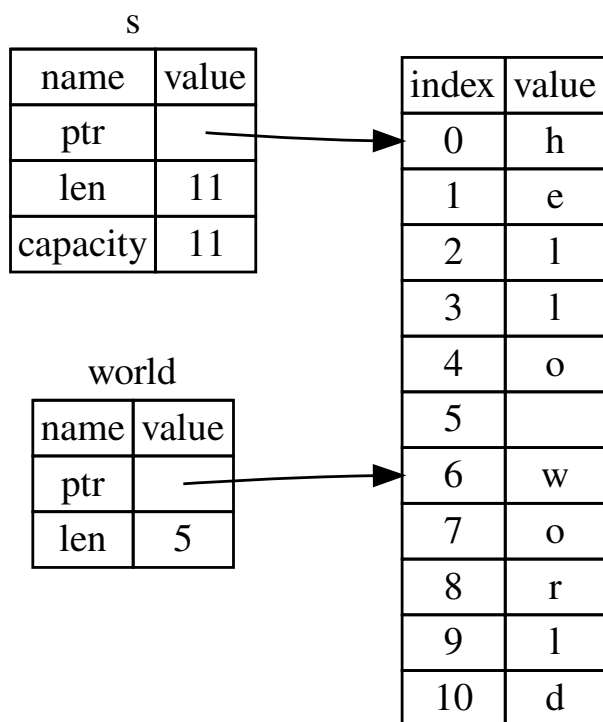 s
name value
ptr
len 11
capacity 11
world
name value
ptr
len 5
index value
0 h
1 e
2 l
3 l
4 o
5
6 w
7 o
8 r
9 l
10 d